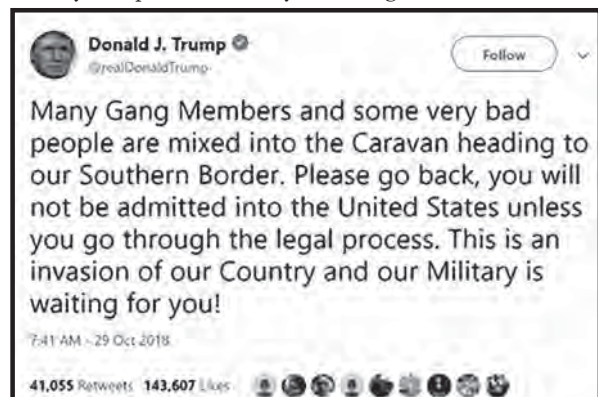 Donald J. Trump
@realDonaldTrump
Follow
Many Gang Members and some very bad
people are mixed into the Caravan heading to
our Southern Border. Please go back, you will
not be admitted into the United States unless
you go through the legal process. This is an
invasion of our Country and our Military is
waiting for you!
7:41 AM - 29 Oct 2018
41,055 Retweets 143,607 Likes